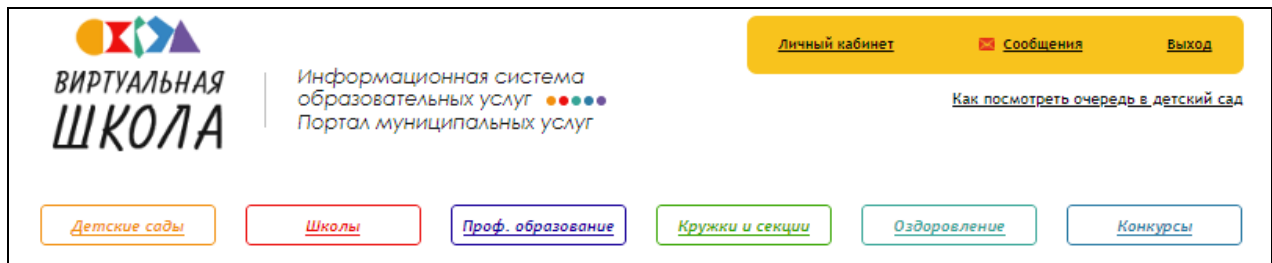 ВИРТУАЛЬНАЯ
ШКОЛА
Информационная система
образовательных услуг
Портал муниципальных услуг
Личный кабинет
Сообщения
Выход
Как посмотреть очередь в детский сад
Детские сады
Школы
Проф. образование
Кружки и секции
Оздоровление
Конкурсы